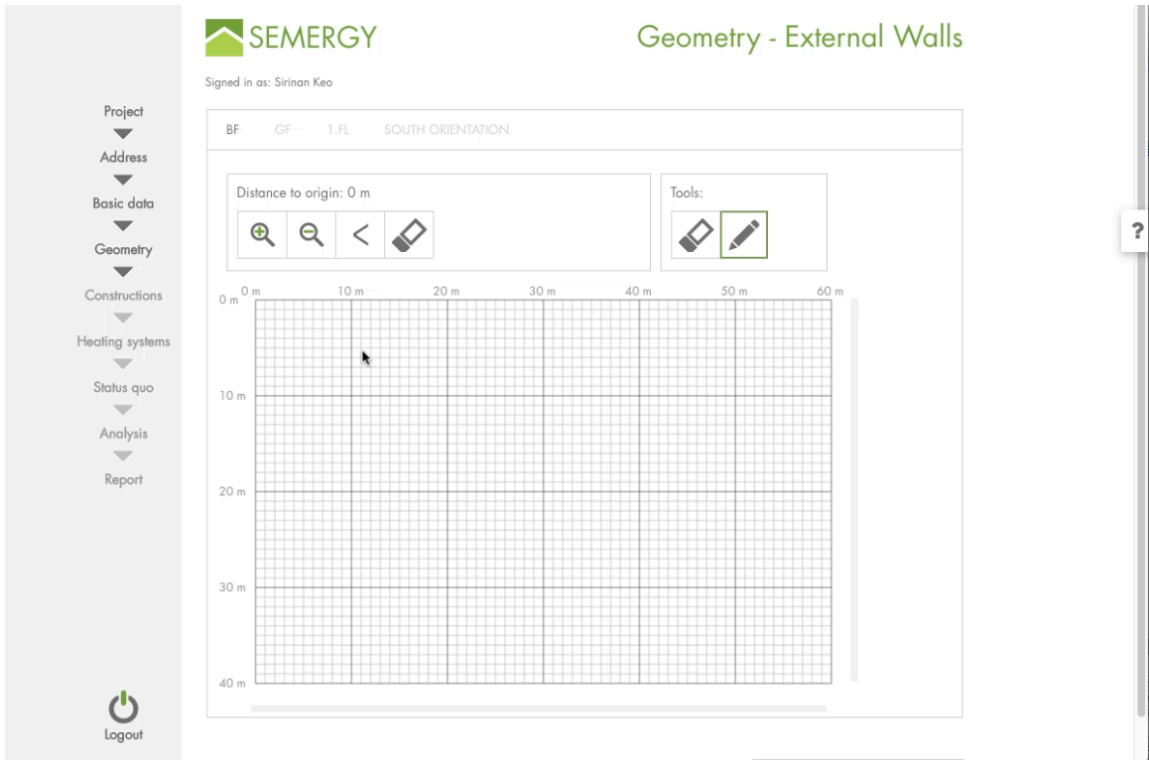 SEMERGY
Geometry - External Walls
Signed in as: Sirinan Keo
Project
Address
Basic data
Geometry
Constructions
Heating systems
Status quo
Analysis
Report
Logout
BF GF 1.FL SOUTH ORIENTATION
Distance to origin: 0 m
Tools:
0 m 10 m 20 m 30 m 40 m 50 m 60 m
0 m
10 m
20 m
30 m
40 m
?